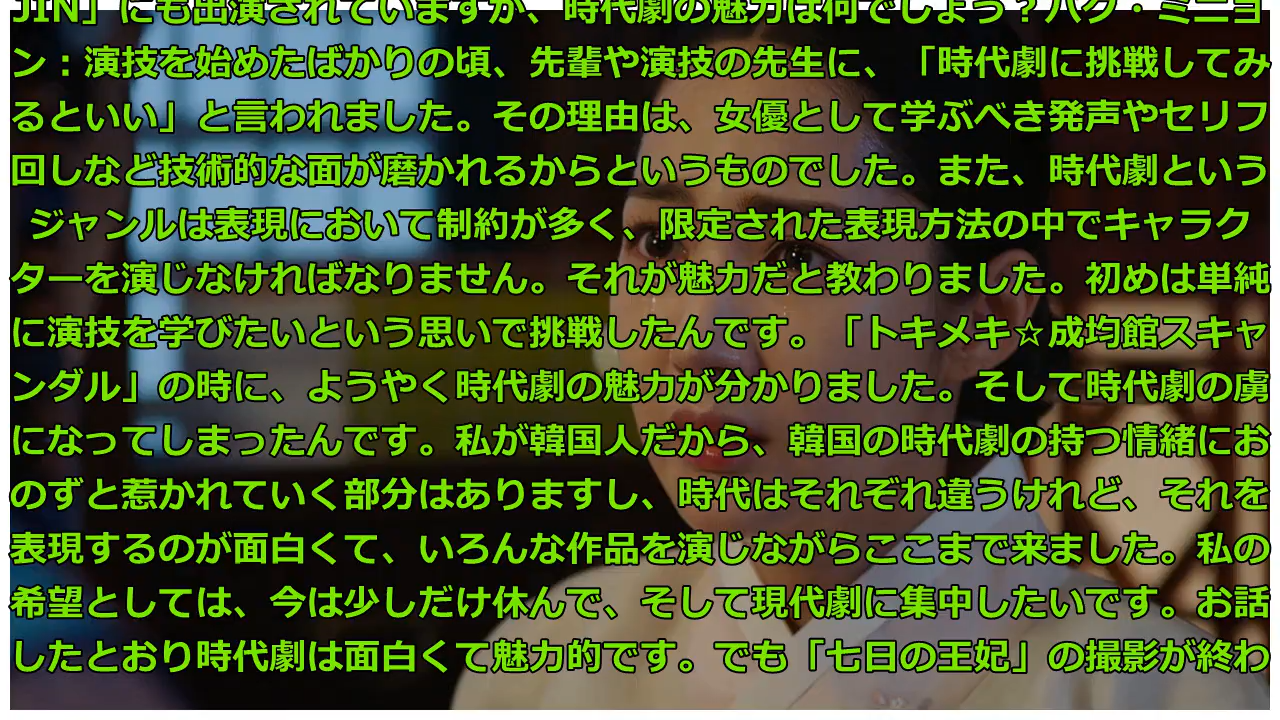 JIN」にも出演されていますが、時代劇の魅力は何でしょう？パク・ミニョ
ン：演技を始めたばかりの頃、先輩や演技の先生に、「時代劇に挑戦してみ
るといい」と言われました。その理由は、女優として学ぶべき発声やセリフ
回しなど技術的な面が磨かれるからというものでした。また、時代劇という
ジャンルは表現において制約が多く、限定された表現方法の中でキャラク
ターを演じなければなりません。それが魅力だと教わりました。初めは単純
に演技を学びたいという思いで挑戦したんです。「トキメキ☆成均館スキャ
ンダル」の時に、ようやく時代劇の魅力が分かりました。そして時代劇の虜
になってしまったんです。私が韓国人だから、韓国の時代劇の持つ情緒にお
のずと惹かれていく部分はありますし、時代はそれぞれ違うけれど、それを
表現するのが面白くて、いろんな作品を演じながらここまで来ました。私の
希望としては、今は少しだけ休んで、そして現代劇に集中したいです。お話
したとおり時代劇は面白くて魅力的です。でも「七日の王妃」の撮影が終わ